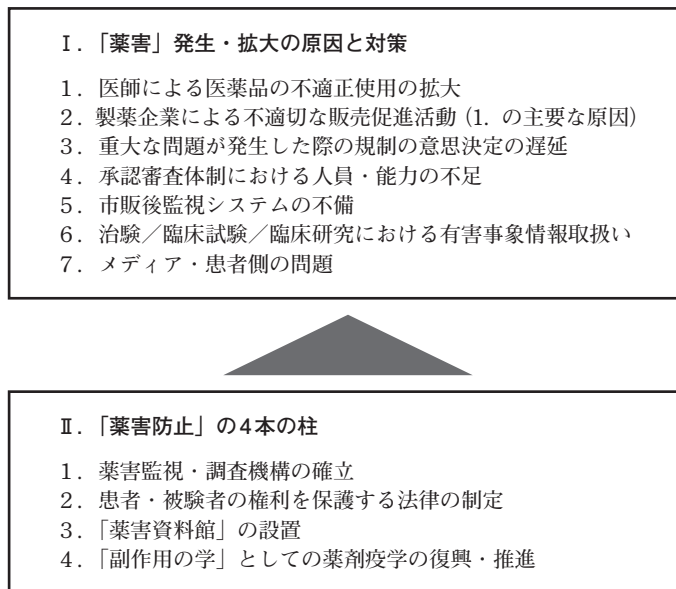 Ⅰ．「薬害」発生・拡大の原因と対策
１．医師による医薬品の不適正使用の拡大
２．製薬企業による不適切な販売促進活動（1．の主要な原因）
３．重大な問題が発生した際の規制の意思決定の遅延
４．承認審査体制における人員・能力の不足
５．市販後監視システムの不備
６．治験／臨床試験／臨床研究における有害事象情報取扱い
７．メディア・患者側の問題
Ⅱ．「薬害防止」の4本の柱
１．薬害監視・調査機構の確立
２．患者・被験者の権利を保護する法律の制定
３．「薬害資料館」の設置
４．「副作用の学」としての薬剤疫学の復興・推進